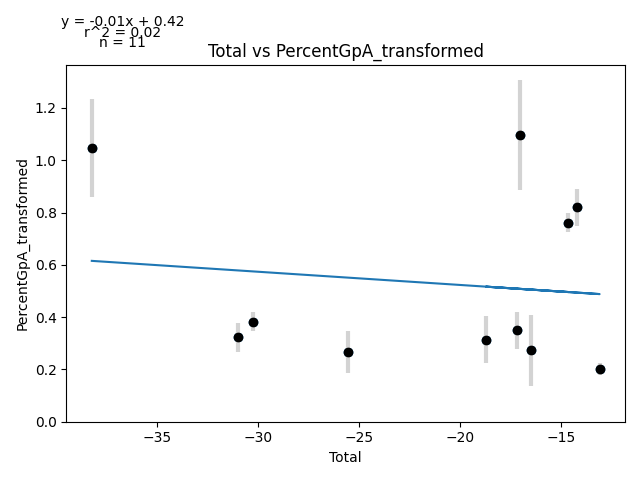 y = -0.01x + 0.42
r^2 = 0.02
n = 11
Total vs PercentGpA_transformed
PercentGpA_transformed
1.2
1.0
0.8
0.6
0.4
0.2
0.0
−35
−30
−25
−20
−15
Total